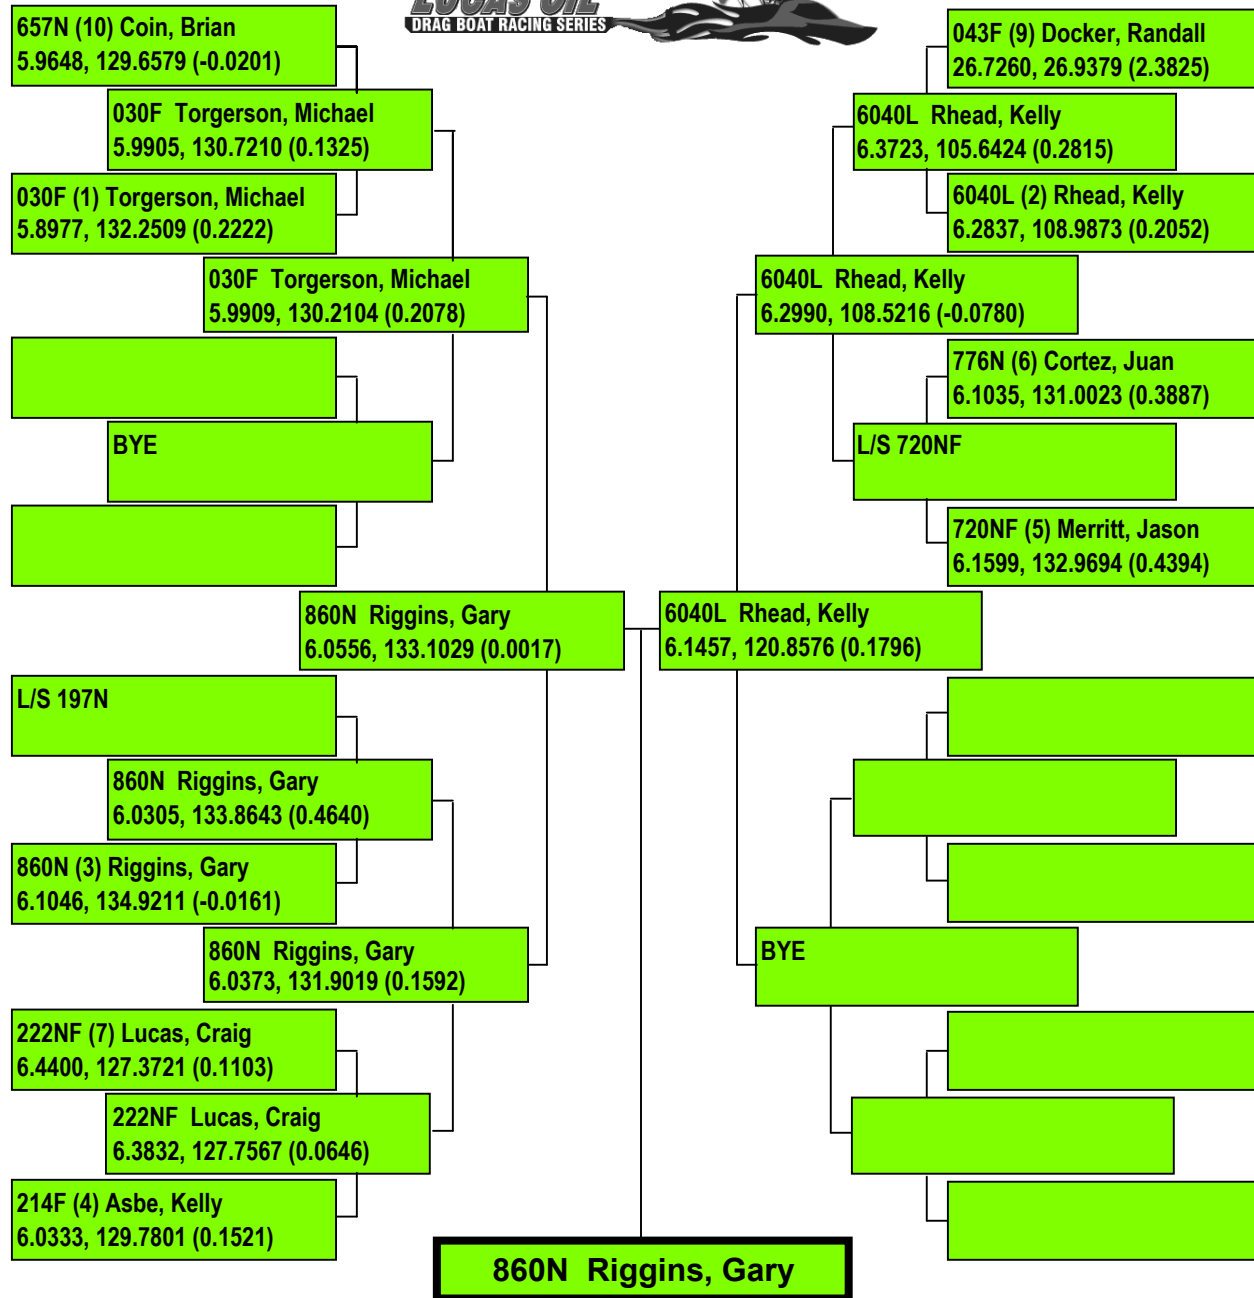 LUCAS OIL
DRAG BOAT RACING SERIES
657N (10) Coin, Brian
5.9648, 129.6579 (-0.0201)
030F  Torgerson, Michael
5.9905, 130.7210 (0.1325)
030F (1) Torgerson, Michael
5.8977, 132.2509 (0.2222)
030F  Torgerson, Michael
5.9909, 130.2104 (0.2078)
BYE
860N  Riggins, Gary
6.0556, 133.1029 (0.0017)
L/S 197N
860N  Riggins, Gary
6.0305, 133.8643 (0.4640)
860N (3) Riggins, Gary
6.1046, 134.9211 (-0.0161)
860N  Riggins, Gary
6.0373, 131.9019 (0.1592)
222NF (7) Lucas, Craig
6.4400, 127.3721 (0.1103)
222NF  Lucas, Craig
6.3832, 127.7567 (0.0646)
214F (4) Asbe, Kelly
6.0333, 129.7801 (0.1521)
043F (9) Docker, Randall
26.7260, 26.9379 (2.3825)
6040L  Rhead, Kelly
6.3723, 105.6424 (0.2815)
6040L (2) Rhead, Kelly
6.2837, 108.9873 (0.2052)
6040L  Rhead, Kelly
6.2990, 108.5216 (-0.0780)
776N (6) Cortez, Juan
6.1035, 131.0023 (0.3887)
L/S 720NF
720NF (5) Merritt, Jason
6.1599, 132.9694 (0.4394)
6040L  Rhead, Kelly
6.1457, 120.8576 (0.1796)
BYE
860N  Riggins, Gary